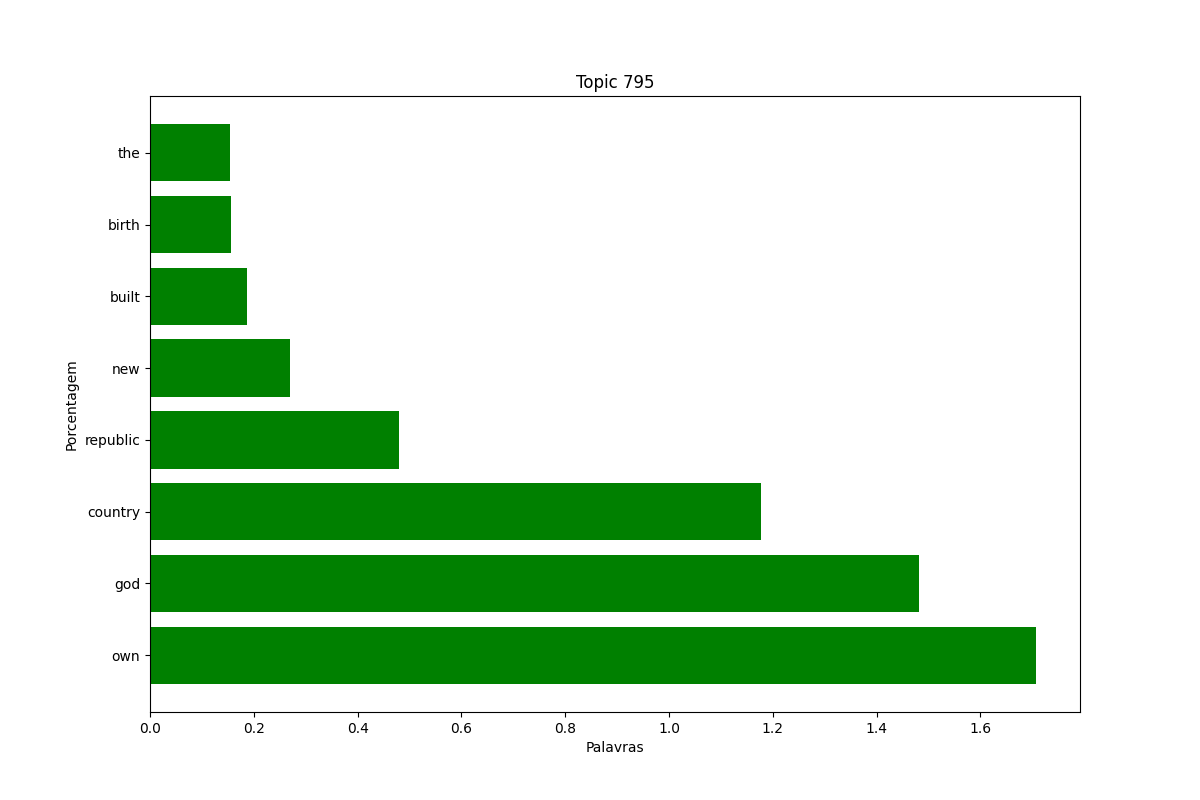 Topic 795
the
birth
built
new
republic
country
god
own
Porcentagem
0.0 0.2 0.4 0.6 0.8 1.0 1.2 1.4 1.6
Palavras